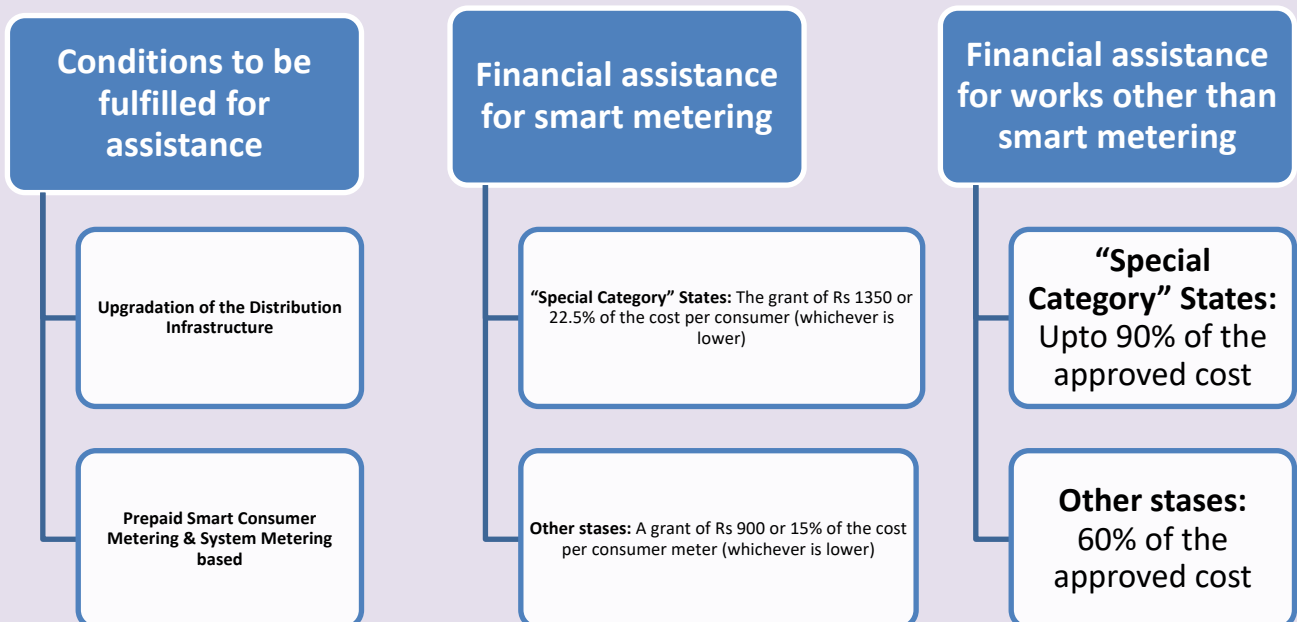 Conditions to be
fulfilled for
assistance
Upgradation of the Distribution
Infrastructure
Prepaid Smart Consumer
Metering & System Metering
based
Financial assistance
for smart metering
“Special Category” States: The grant of Rs 1350 or
22.5% of the cost per consumer (whichever is
lower)
Other stases: A grant of Rs 900 or 15% of the cost
per consumer meter (whichever is lower)
Financial assistance
for works other than
smart metering
“Special
Category” States:
Upto 90% of the
approved cost
Other stases:
60% of the
approved cost